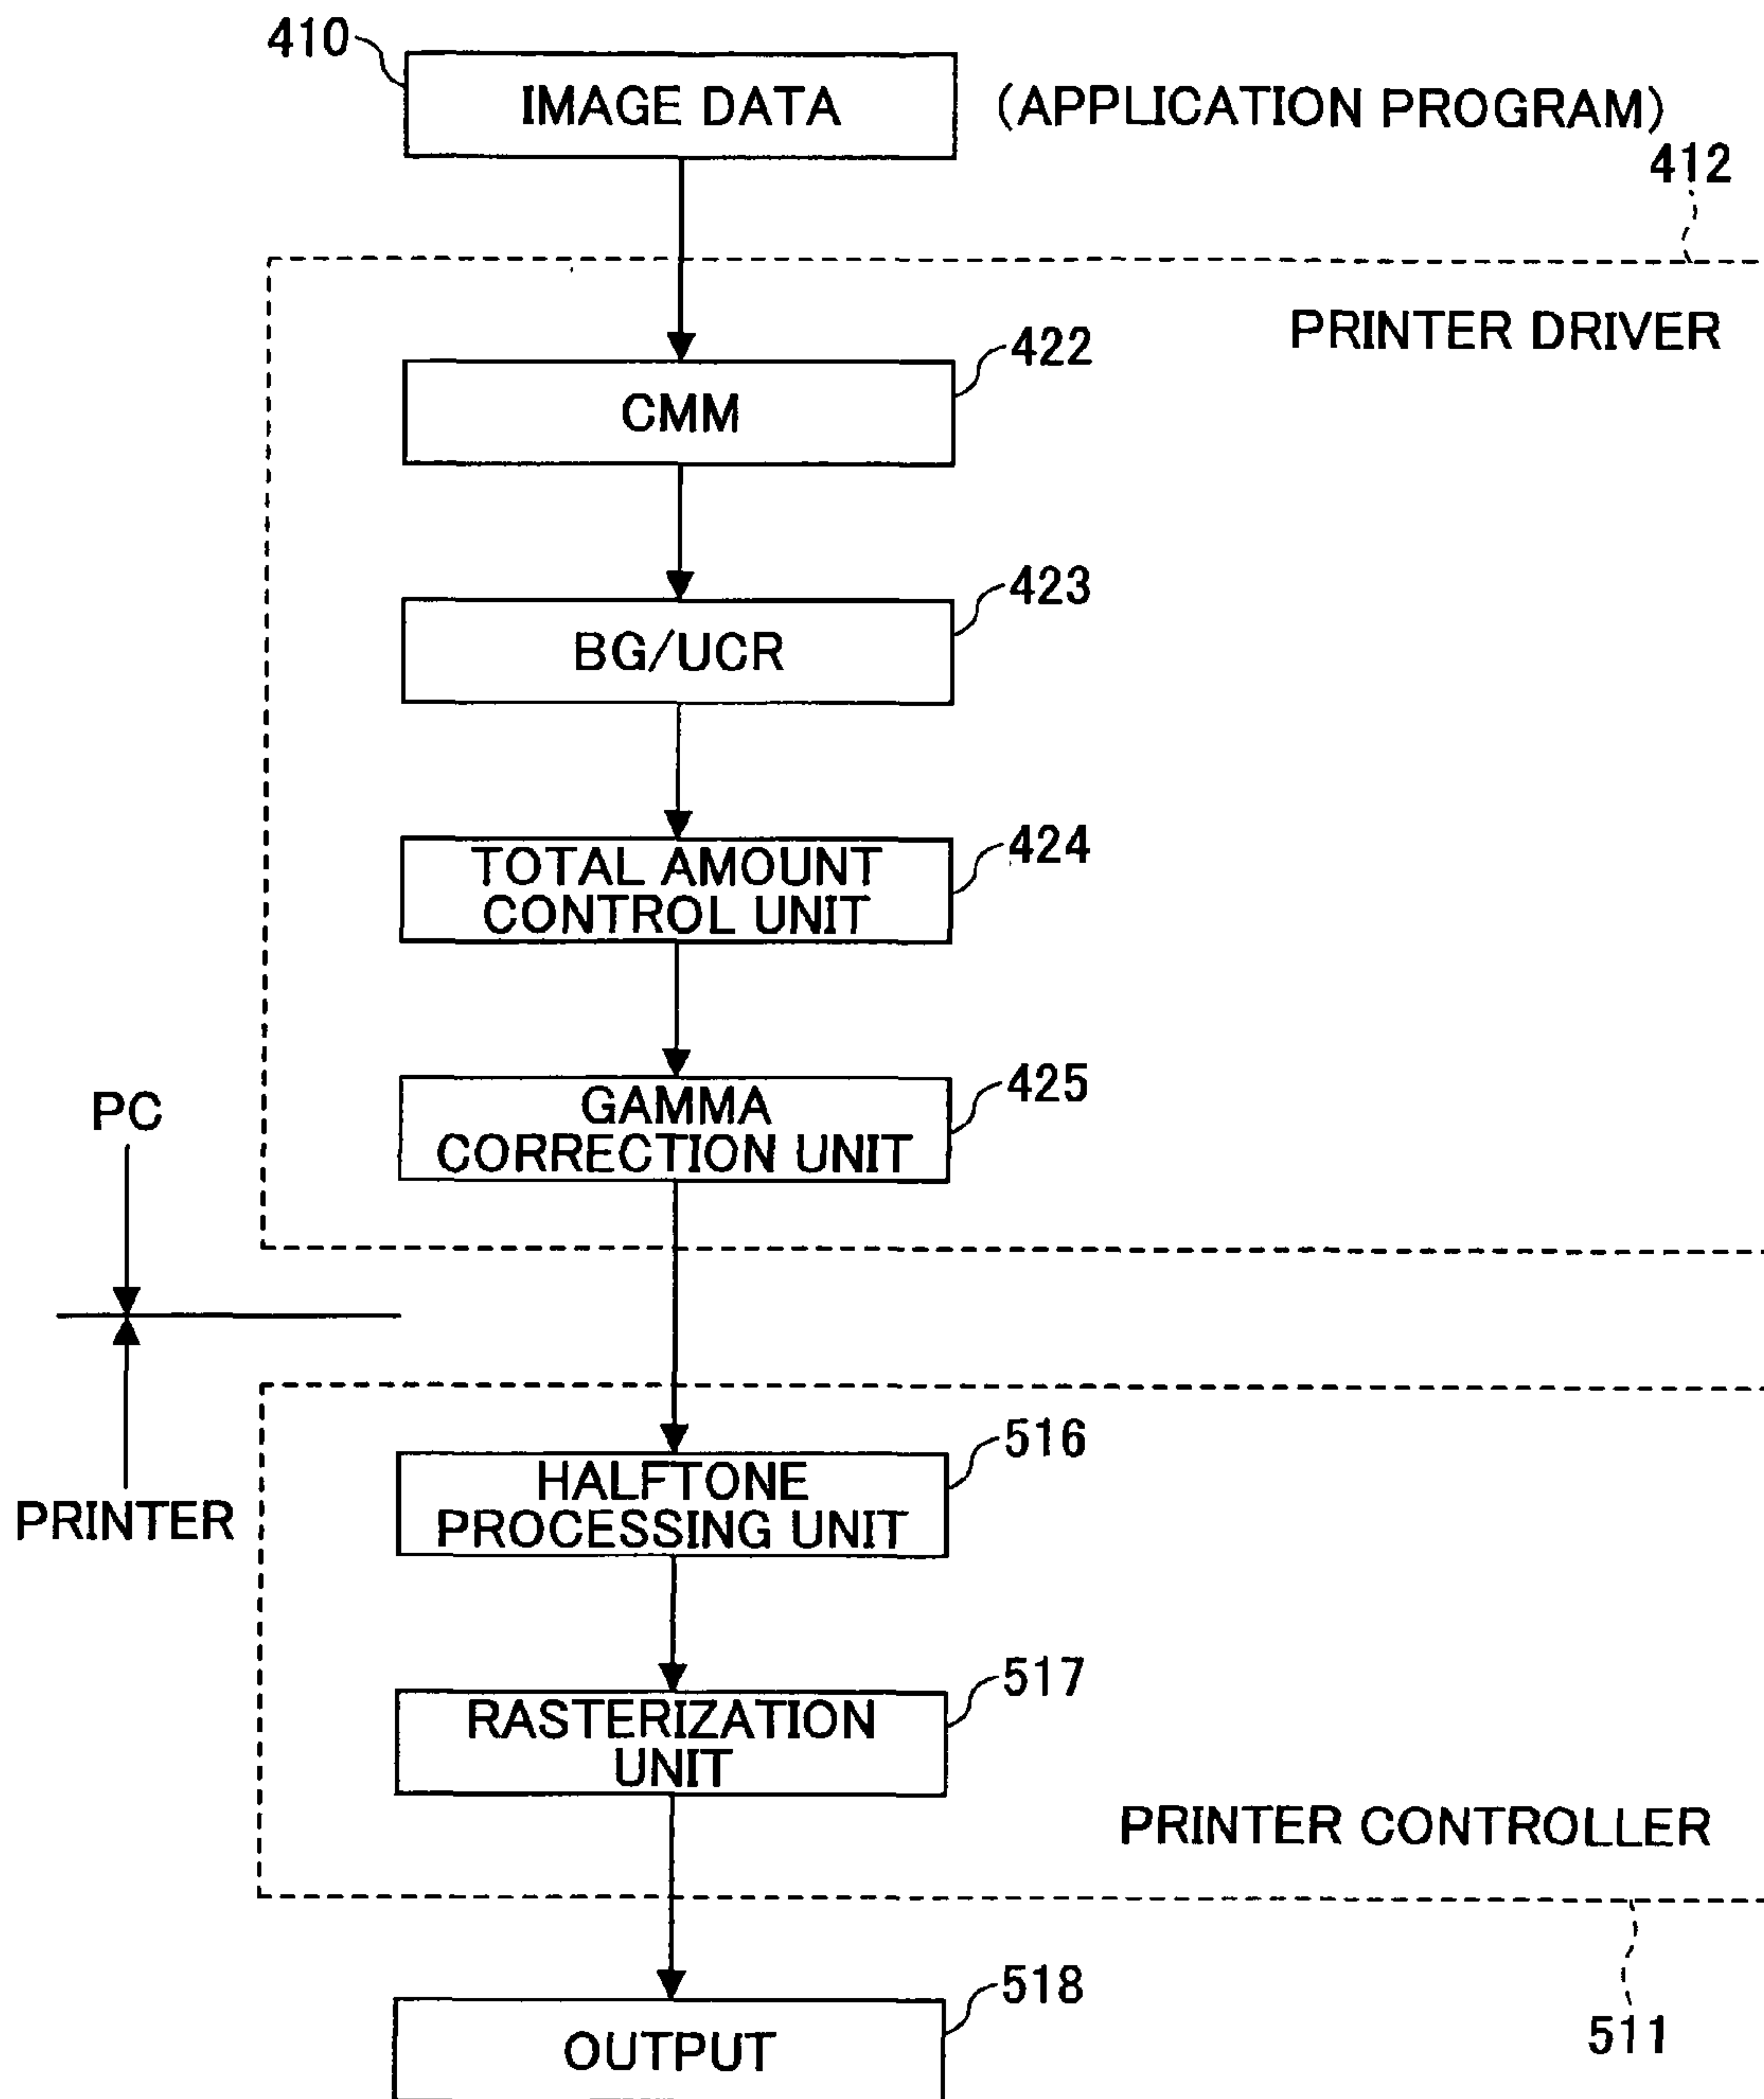 410
IMAGE DATA
(APPLICATION PROGRAM)
412
PRINTER DRIVER
422
CMM
423
BG/UCR
424
TOTAL AMOUNT
CONTROL UNIT
425
GAMMA
CORRECTION UNIT
PC
PRINTER
516
HALFTONE
PROCESSING UNIT
517
RASTERIZATION
UNIT
PRINTER CONTROLLER
518
OUTPUT
511